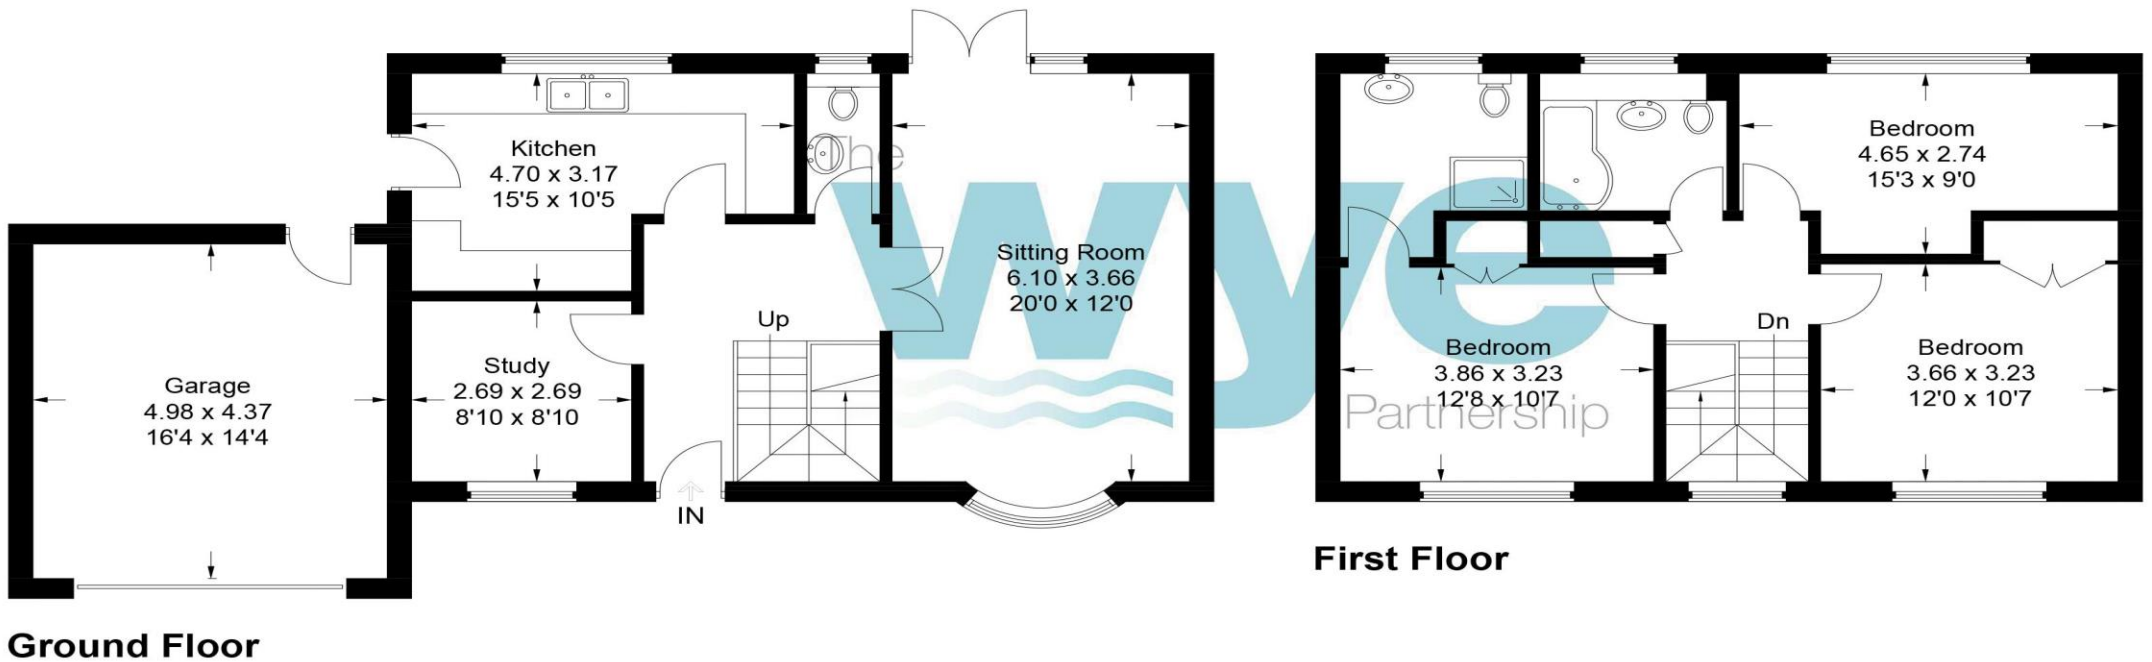 Kitchen
4.70 x 3.17
15'5 x 10'5
The
wye
Partnership
Sitting Room
6.10 x 3.66
20'0 x 12'0
Up
Study
2.69 x 2.69
8'10 x 8'10
Garage
4.98 x 4.37
16'4 x 14'4
IN
Ground Floor
Bedroom
4.65 x 2.74
15'3 x 9'0
Dn
Bedroom
3.86 x 3.23
12'8 x 10'7
Bedroom
3.66 x 3.23
12'0 x 10'7
First Floor